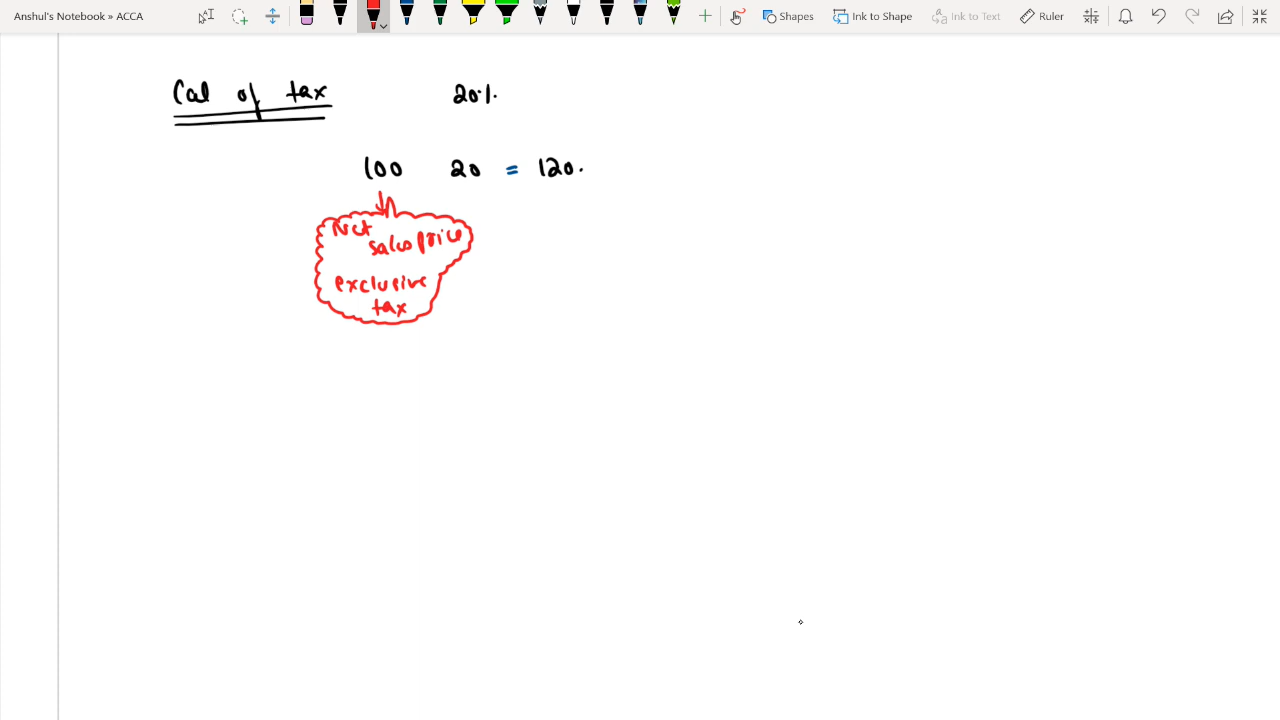 Anshul's Notebook » ACCA
Shapes
Ink to Shape
Ink to Text
Ruler
Cal of tax 20%.
100 20 = 120.
Net
sales price
exclusive
tax